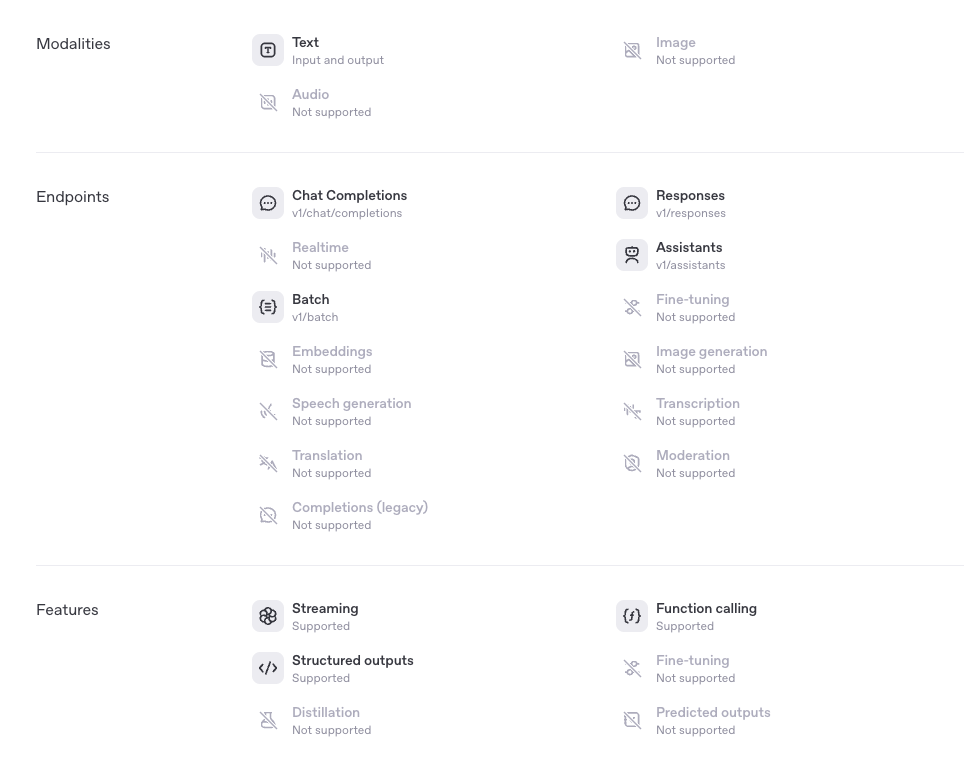 Modalities
Text
Input and output
Image
Not supported
Audio
Not supported
Endpoints
Chat Completions
v1/chat/completions
Responses
v1/responses
Realtime
Not supported
Assistants
v1/assistants
Batch
v1/batch
Fine-tuning
Not supported
Embeddings
Not supported
Image generation
Not supported
Speech generation
Not supported
Transcription
Not supported
Translation
Not supported
Moderation
Not supported
Completions (legacy)
Not supported
Features
Streaming
Supported
Function calling
Supported
Structured outputs
Supported
Fine-tuning
Not supported
Distillation
Not supported
Predicted outputs
Not supported